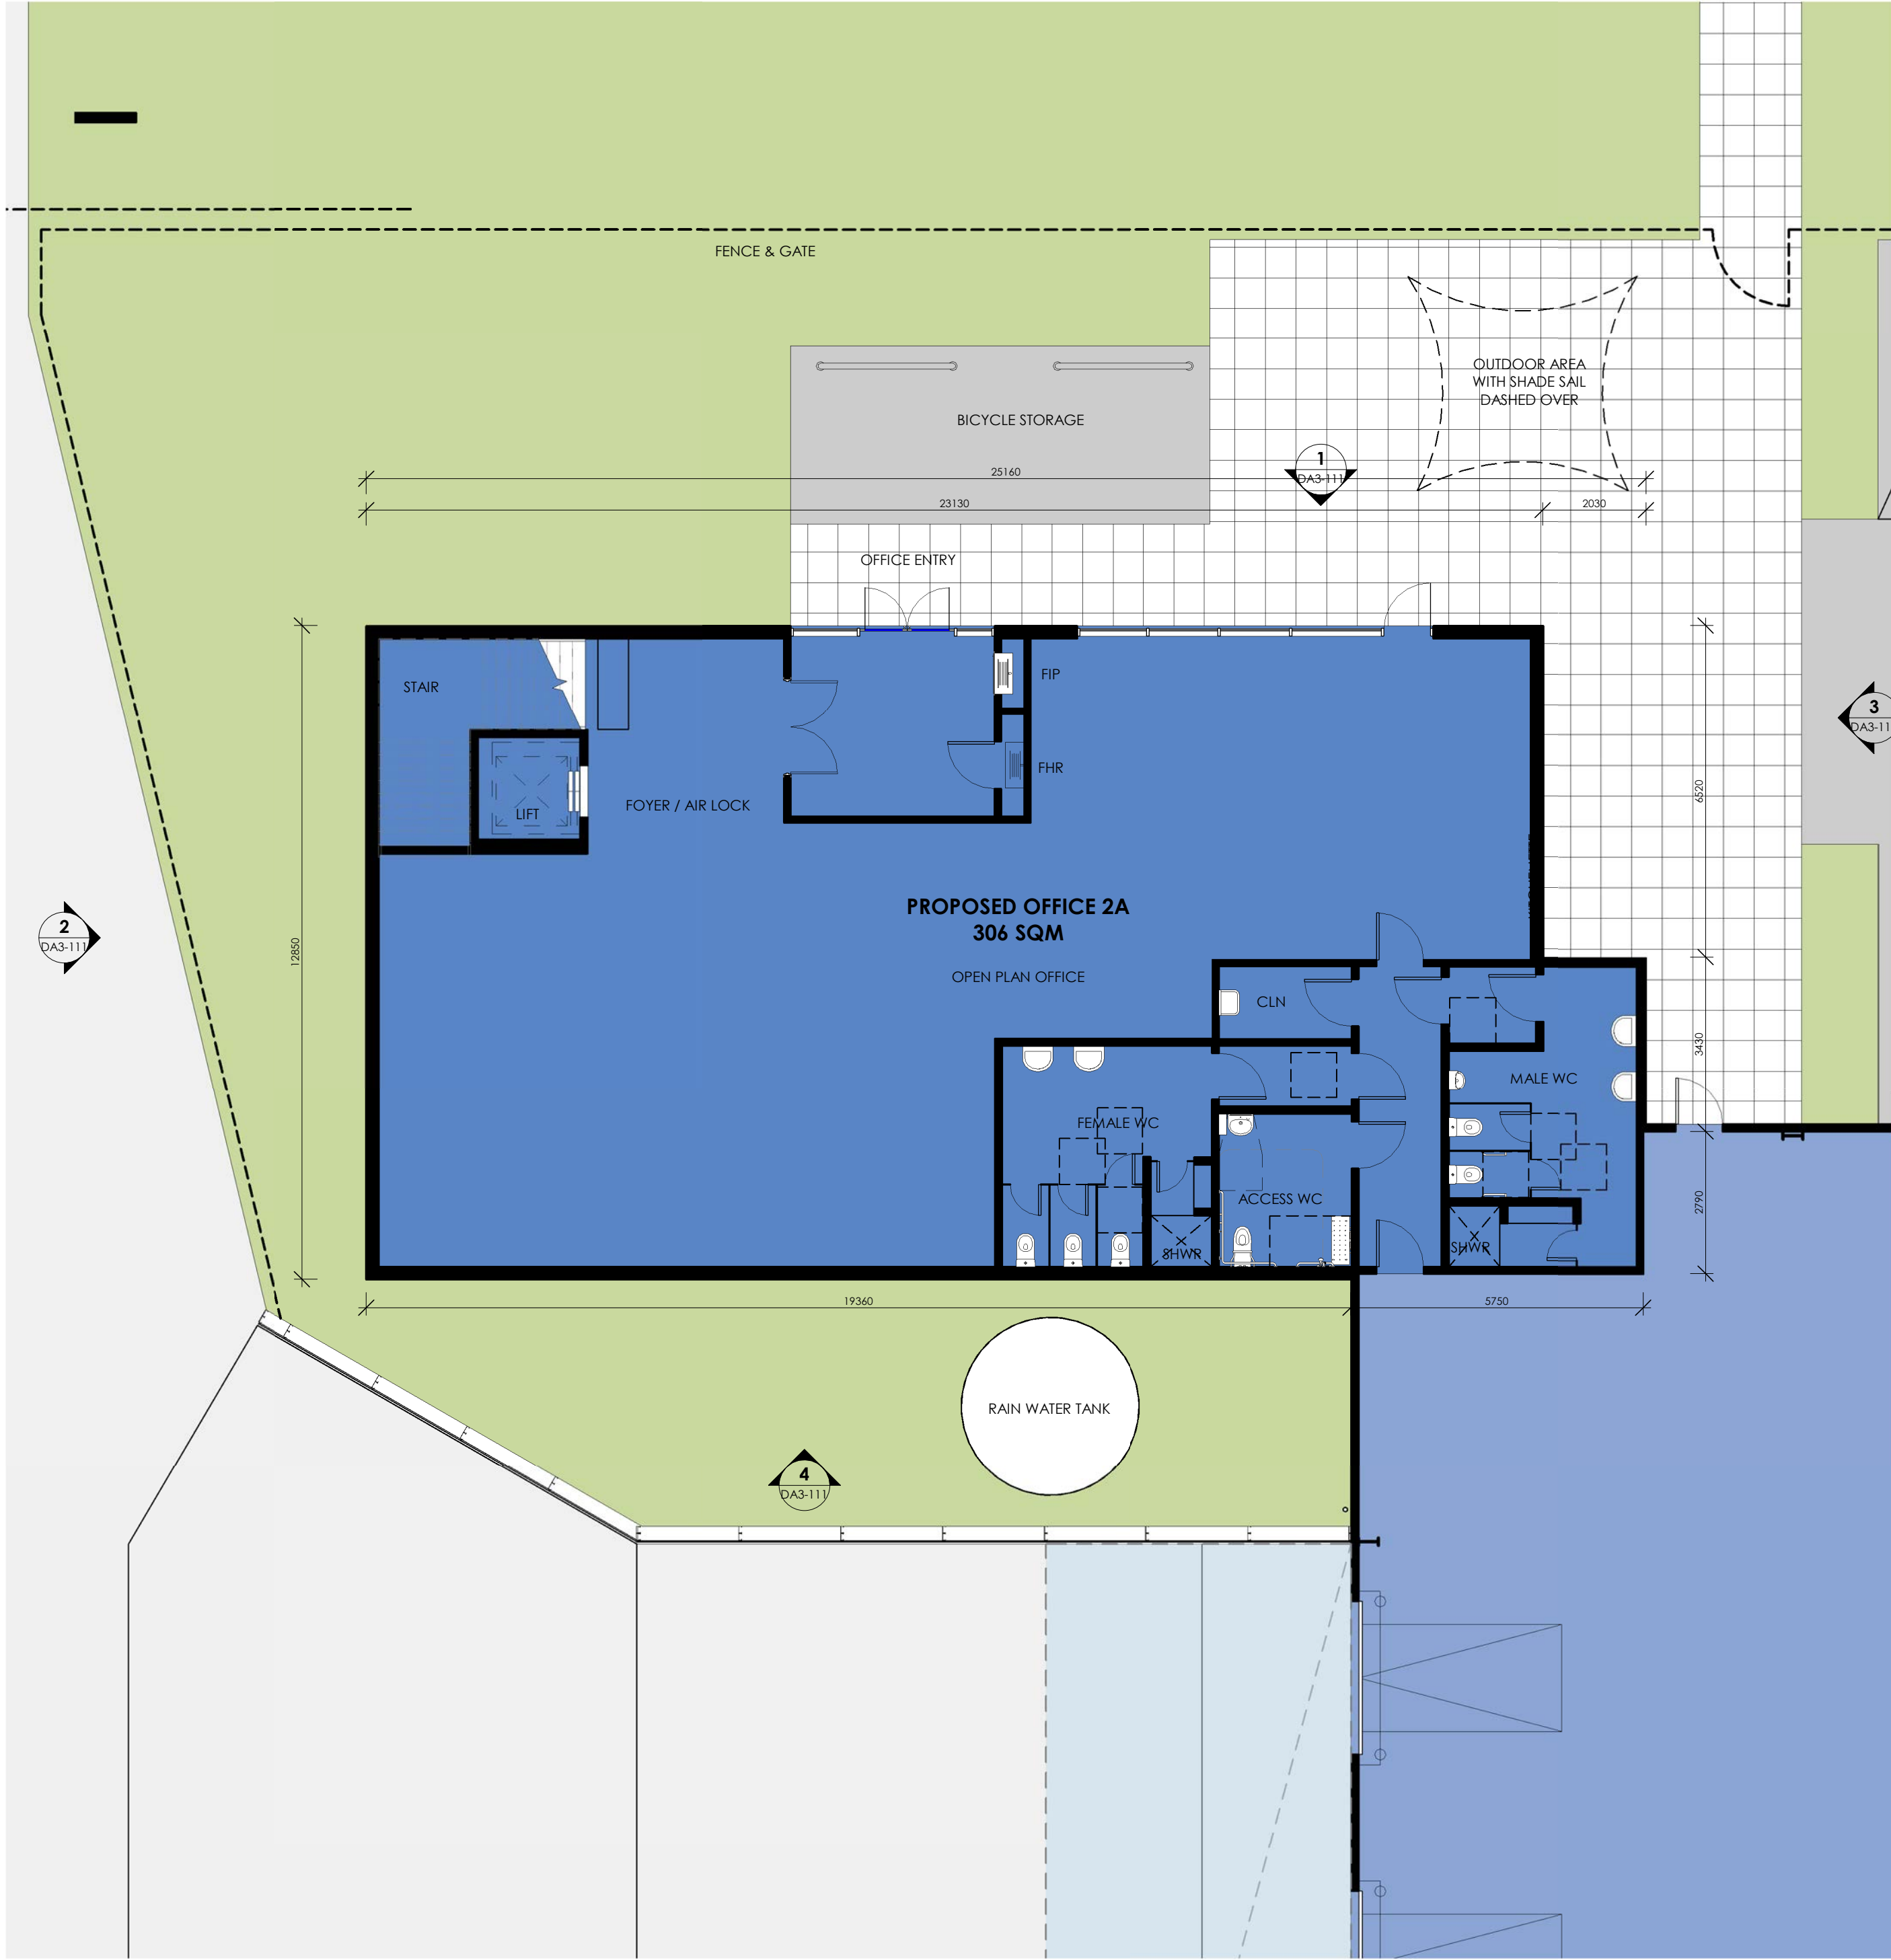 FENCE & GATE
OUTDOOR AREA
WITH SHADE SAIL
DASHED OVER
BICYCLE STORAGE
1
DA3-111
25160
23130
2030
OFFICE ENTRY
STAIR
FIP
FHR
LIFT
FOYER / AIR LOCK
3
DA3-11
6520
PROPOSED OFFICE 2A
306 SQM
OPEN PLAN OFFICE
2
DA3-111
12850
CLN
3430
MALE WC
FEMALE WC
ACCESS WC
2790
SHWR
SHWR
19360
5750
RAIN WATER TANK
4
DA3-111